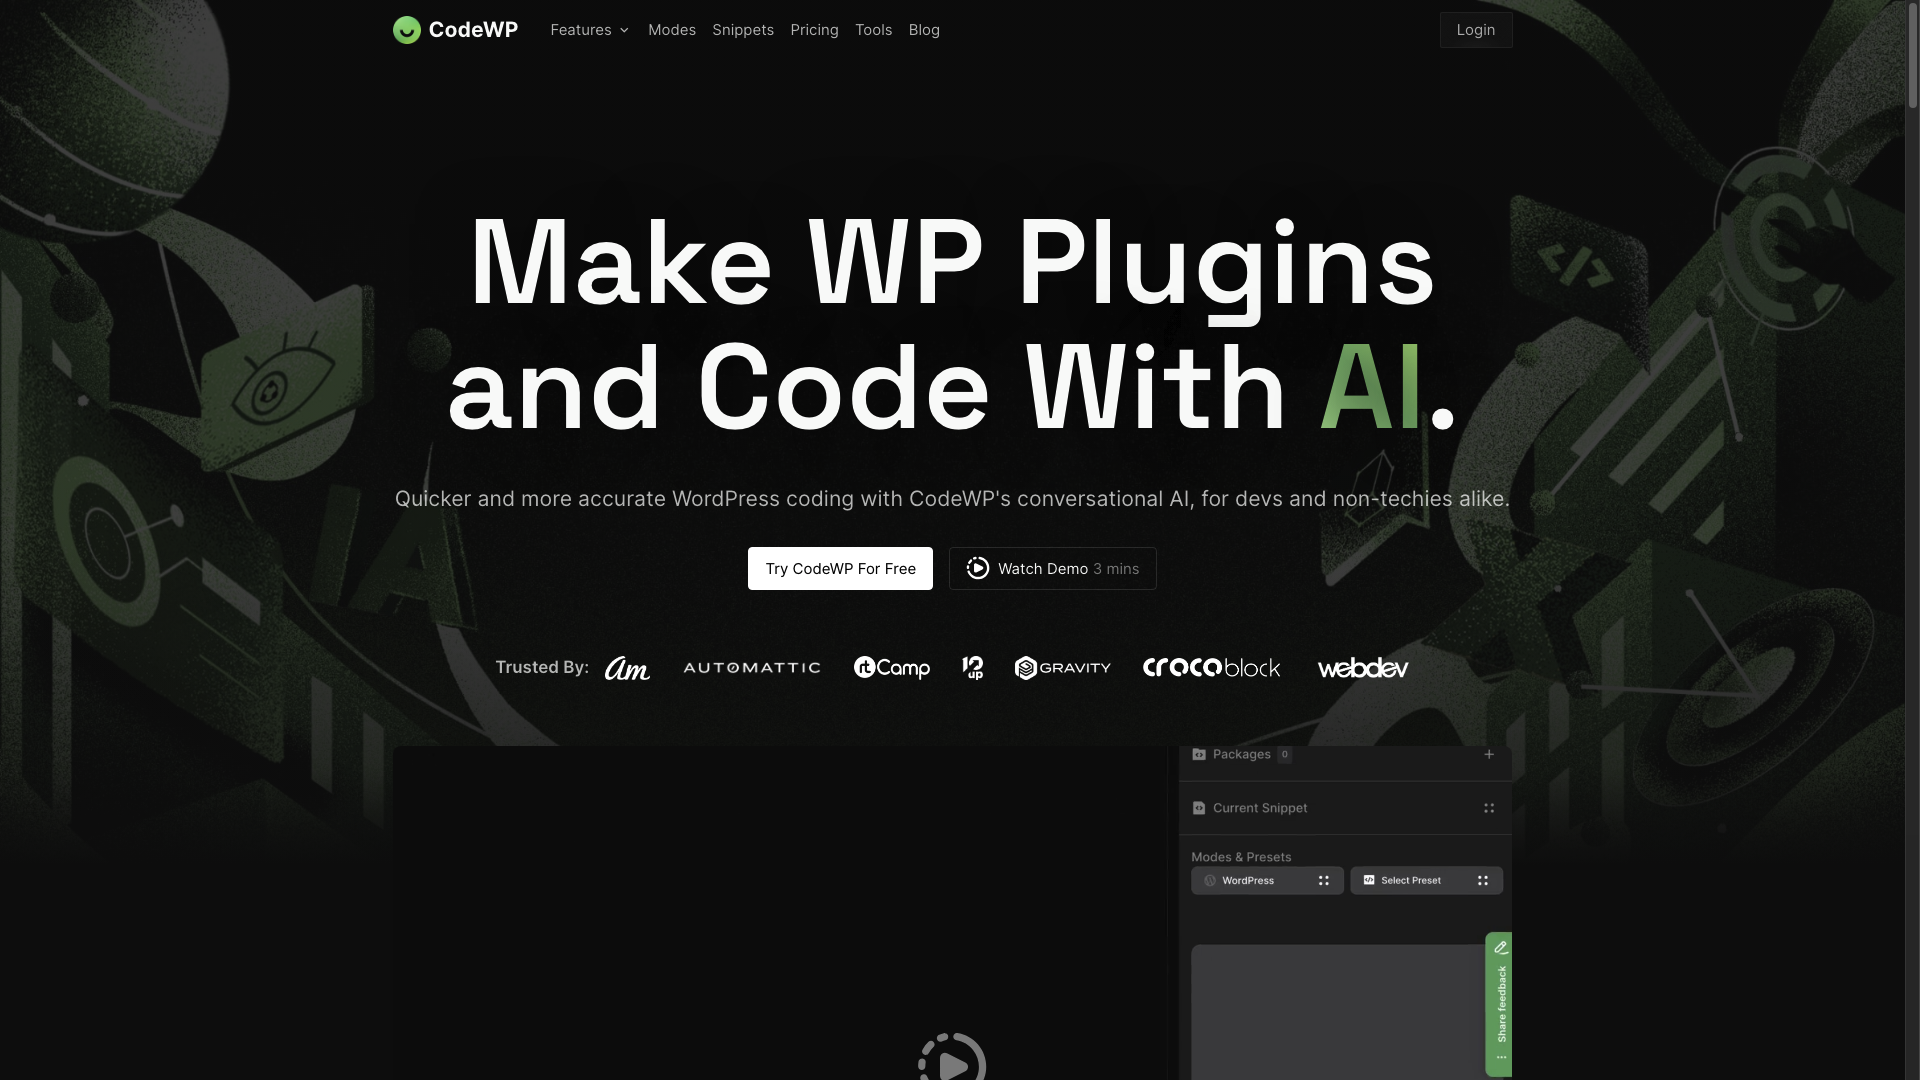 CodeWP
Features
Modes
Snippets
Pricing
Tools
Blog
Login
Make WP Plugins
and Code With AI.
Quicker and more accurate WordPress coding with CodeWP's conversational AI, for devs and non-techies alike.
Try CodeWP For Free
Watch Demo 3 mins
Trusted By:
am
AUTOMATTIC
rtCamp
10up
GRAVITY
crocoblock
webdev
Packages 0
Current Snippet
Modes & Presets
WordPress
Select Preset
Share feedback